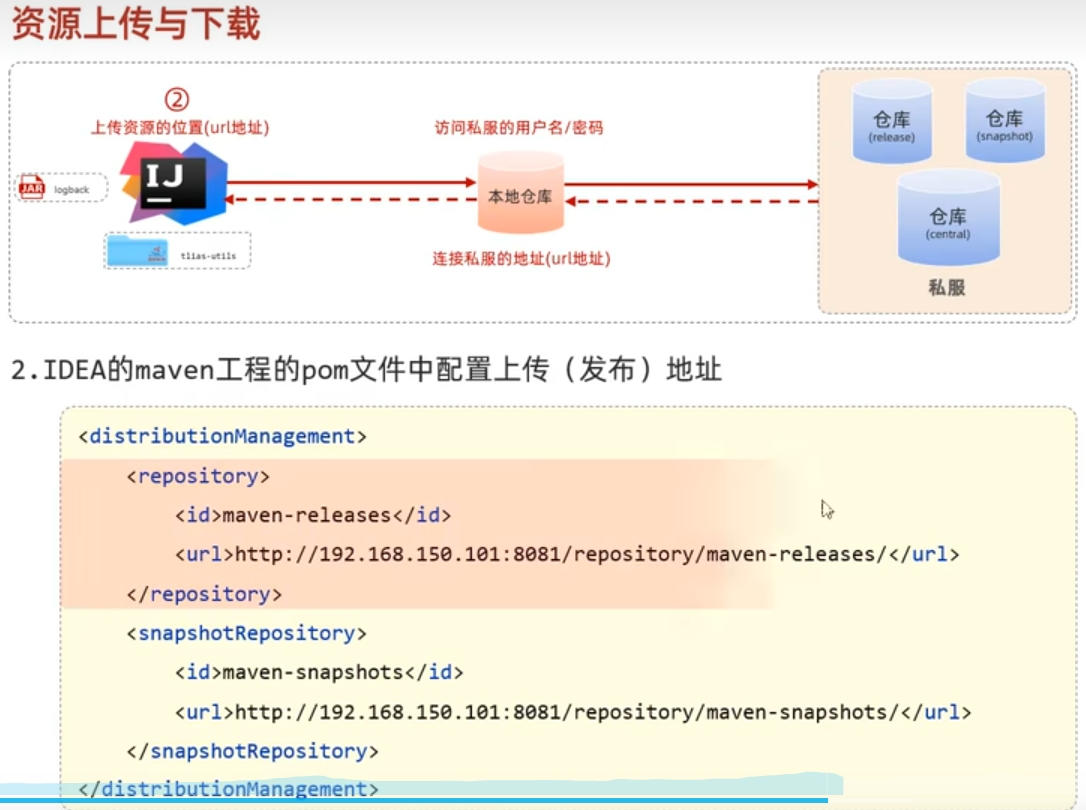 资源上传与下载
②
上传资源的位置(url地址)
访问私服的用户名/密码
仓库
(release)
仓库
(snapshot)
JAR
logback
IJ
本地仓库
仓库
(central)
tlias-utils
连接私服的地址(url地址)
私服
2.IDEA的maven工程的pom文件中配置上传（发布）地址
<distributionManagement>
<repository>
<id>maven-releases</id>
<url>http://192.168.150.101:8081/repository/maven-releases/</url>
</repository>
<snapshotRepository>
<id>maven-snapshots</id>
<url>http://192.168.150.101:8081/repository/maven-snapshots/</url>
</snapshotRepository>
</distributionManagement>